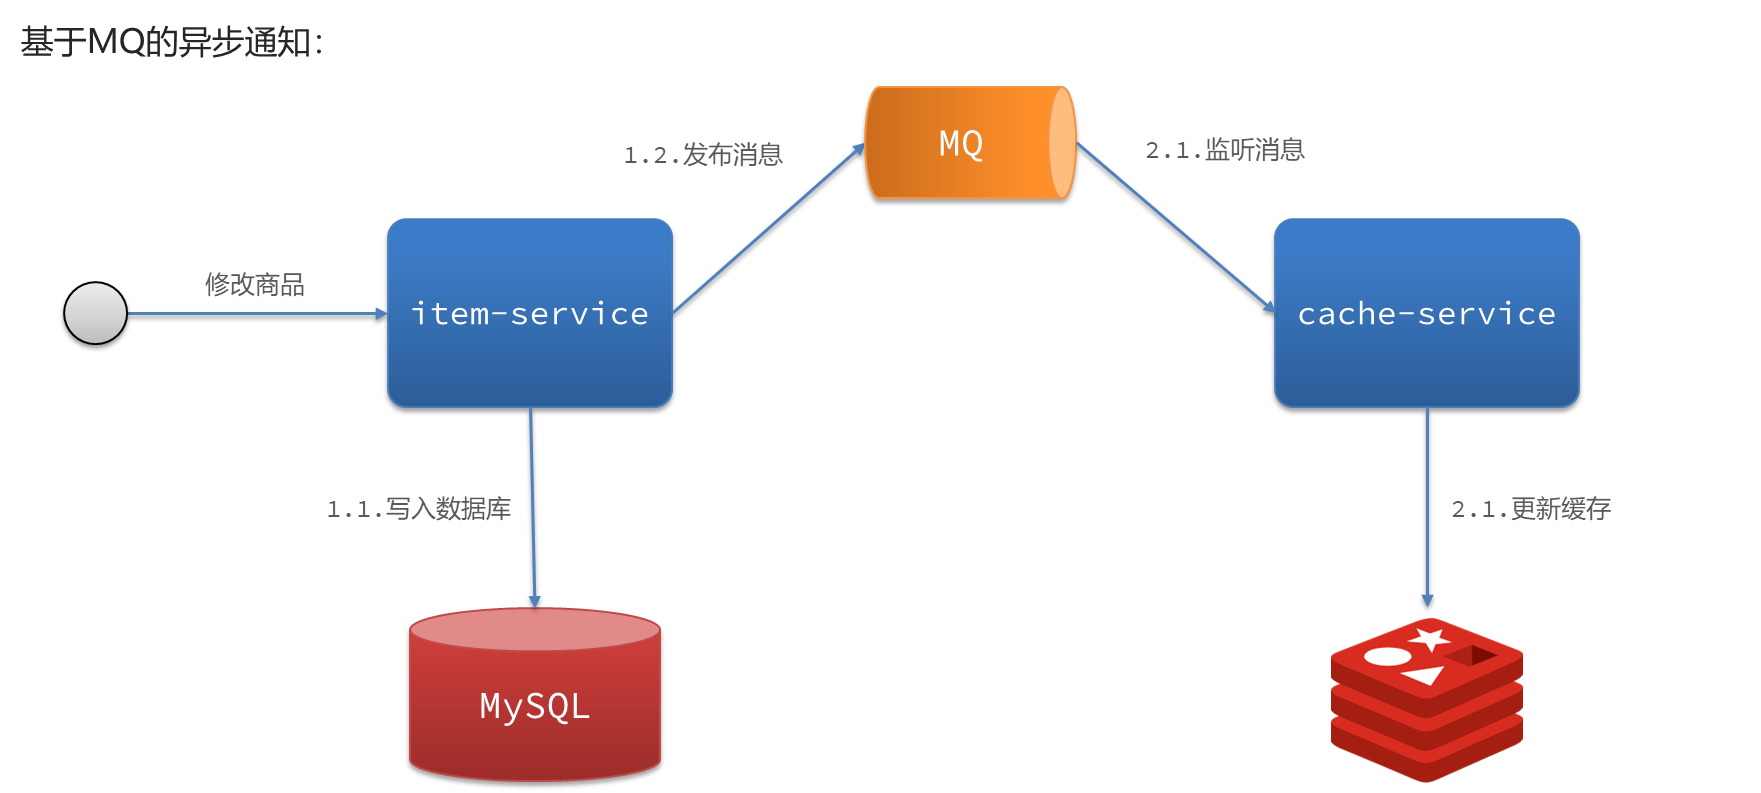 基于MQ的异步通知：
MQ
1.2.发布消息
2.1.监听消息
修改商品
item-service
cache-service
1.1.写入数据库
2.1.更新缓存
MySQL